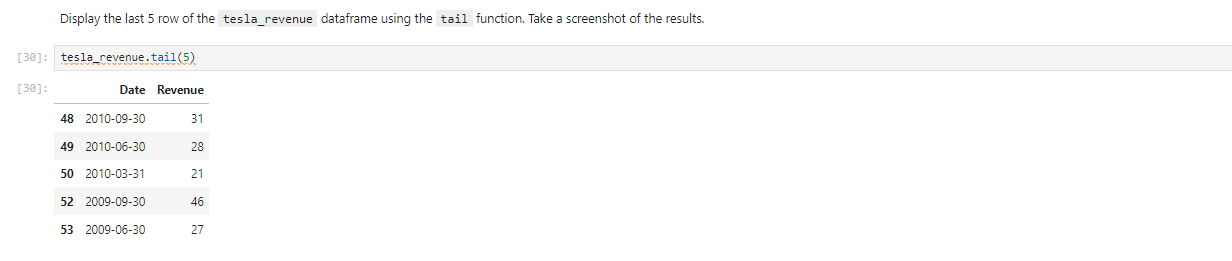 Display the last 5 row of the tesla_revenue dataframe using the tail function. Take a screenshot of the results.
[30]: tesla_revenue.tail(5)
[30]:
Date Revenue
48 2010-09-30 31
49 2010-06-30 28
50 2010-03-31 21
52 2009-09-30 46
53 2009-06-30 27